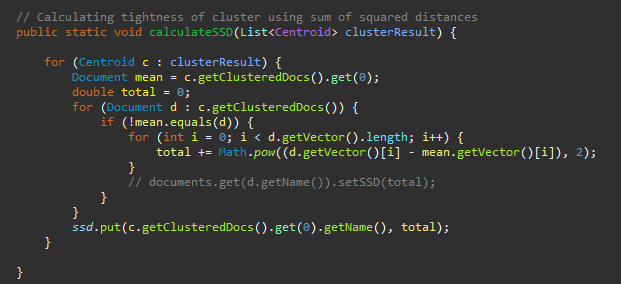 // Calculating tightness of cluster using sum of squared distances
public static void calculateSSD(List<Centroid> clusterResult) {
for (Centroid c : clusterResult) {
Document mean = c.getClusteredDocs().get(0);
double total = 0;
for (Document d : c.getClusteredDocs()) {
if (!mean.equals(d)) {
for (int i = 0; i < d.getVector().length; i++) {
total += Math.pow((d.getVector()[i] - mean.getVector()[i]), 2);
}
// documents.get(d.getName()).setSSD(total);
}
}
ssd.put(c.getClusteredDocs().get(0).getName(), total);
}
}